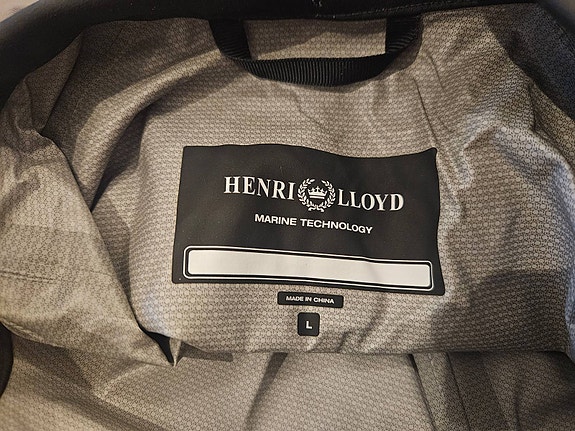 HENRI LLOYD
MARINE TECHNOLOGY
MADE IN CHINA
L